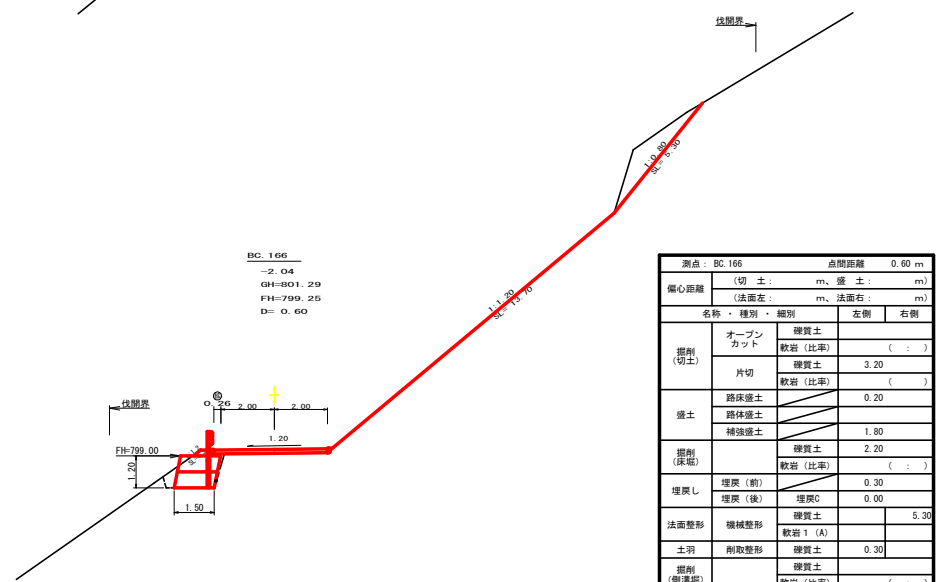 伐開界
1:0.80
SL= 5.30
BC. 166
-2.04
GH=801.29
FH=799.25
D= 0.60
1:1.20
SL= 13.70
伐開界
0.26
2.00
2.00
1.20
FH=799.00
1.20
1.50
測点： BC. 166 点間距離 0.60 m
偏心距離 （切 土： m、盛 土： m）
（法面左： m、法面右： m）
名称 ・ 種別 ・ 細別 左側 右側
掘削（切土） オープンカット 礫質土
軟岩（比率） （ ： ）
片切 礫質土 3.20
軟岩（比率） （ ）
盛土 路床盛土 0.20
路体盛土
補強盛土 1.80
掘削（床堀） 礫質土 2.20
軟岩（比率） （ ： ）
埋戻し 埋戻（前） 0.30
埋戻（後） 埋戻C 0.00
法面整形 機械整形 礫質土 5.30
軟岩１（A）
土羽 削取整形 礫質土 0.30
掘削（側溝掘） 礫質土
軟岩（比率） （ ： ）